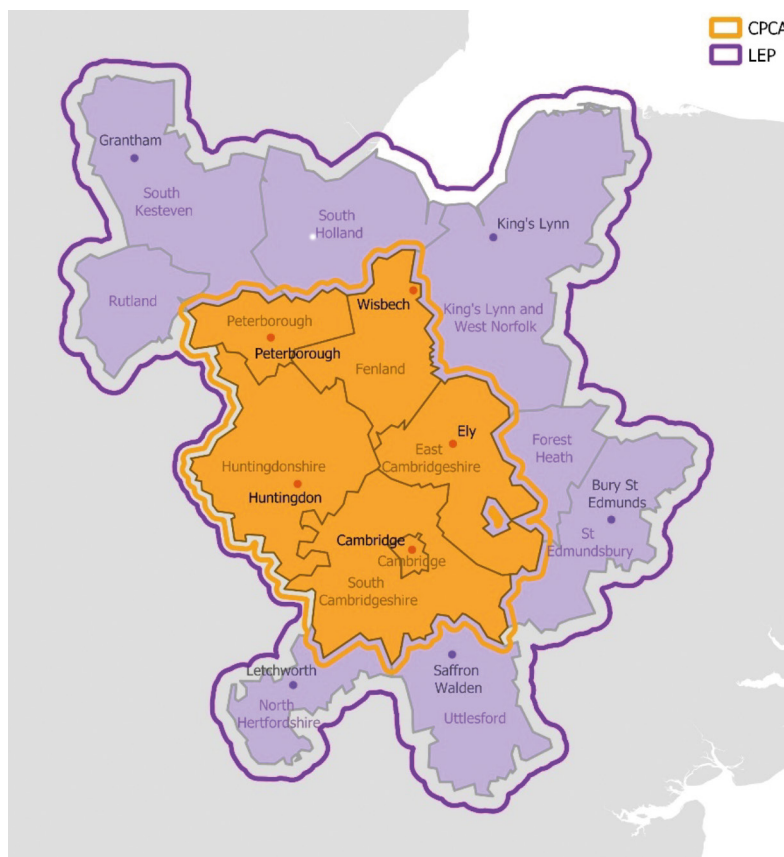 CPCA
LEP
Grantham
South
Kesteven
South
Holland
King's Lynn
Rutland
Wisbech
King's Lynn and
West Norfolk
Peterborough
Peterborough
Fenland
Ely
East
Cambridgeshire
Forest
Heath
Huntingdonshire
Huntingdon
Bury St
Edmunds
St
Edmundsbury
Cambridge
Cambridge
South
Cambridgeshire
Letchworth
North
Hertfordshire
Saffron
Walden
Uttlesford